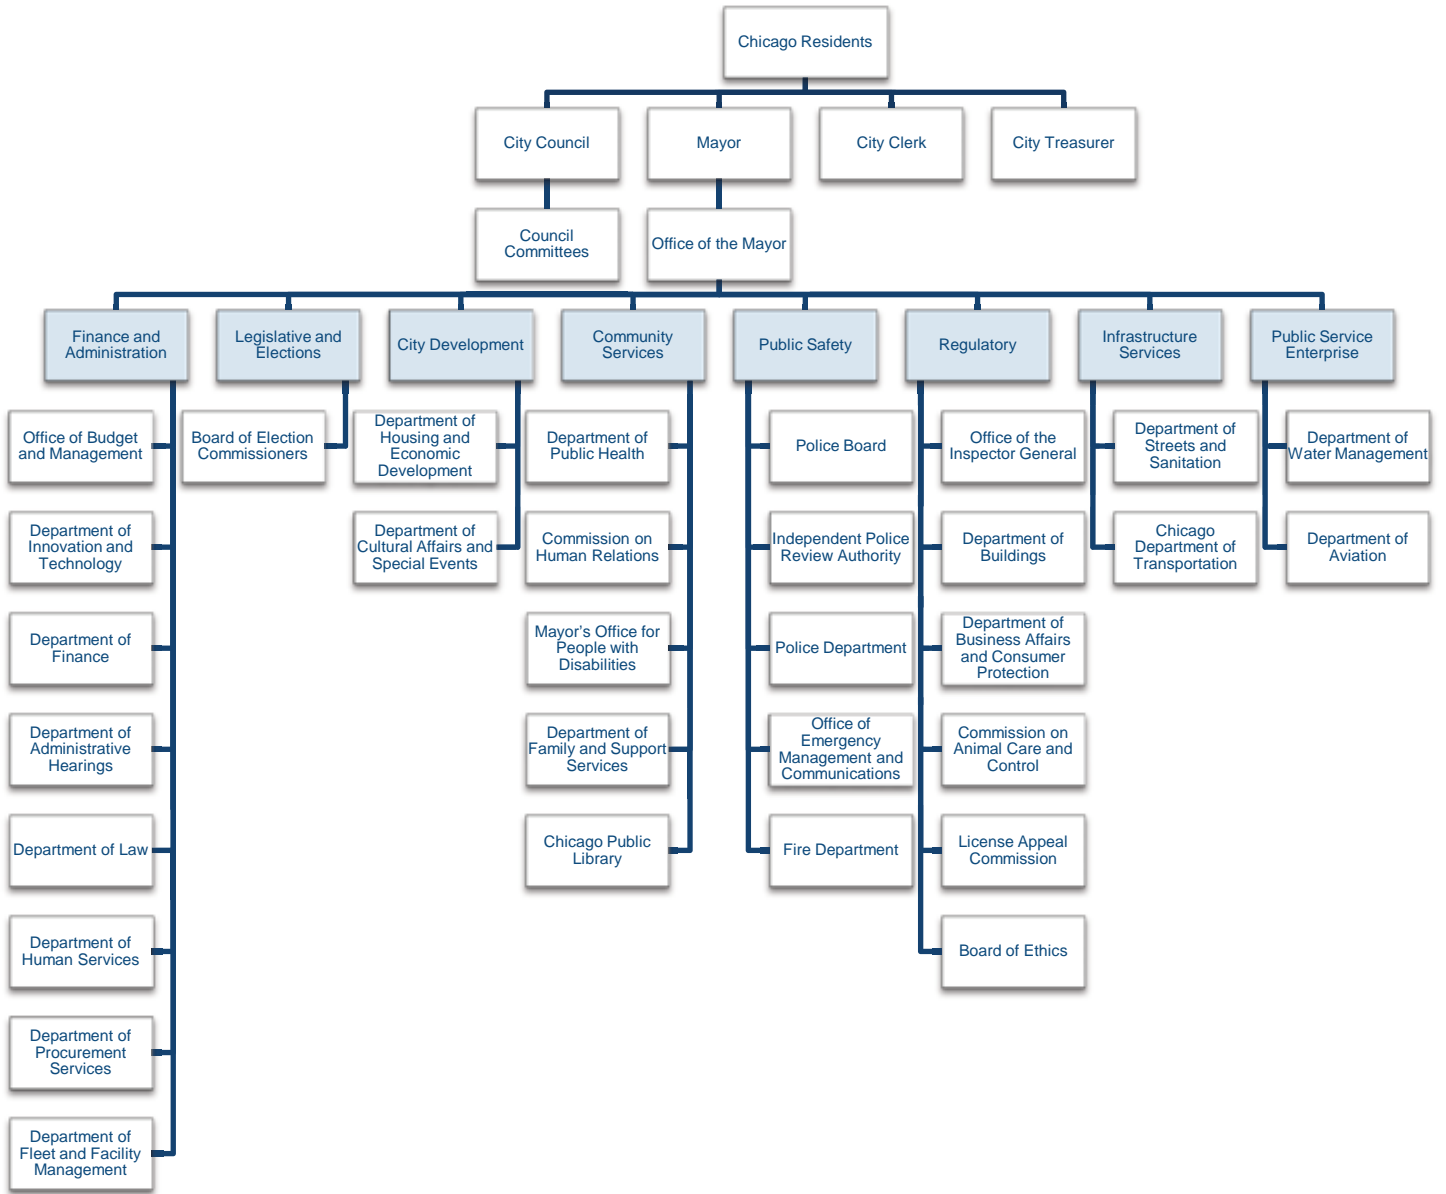 Chicago Residents
City Council
Mayor
City Clerk
City Treasurer
Council
Committees
Office of the Mayor
Finance and
Administration
Legislative and
Elections
City Development
Community
Services
Public Safety
Regulatory
Infrastructure
Services
Public Service
Enterprise
Office of Budget
and Management
Department of
Innovation and
Technology
Department of
Finance
Department of
Administrative
Hearings
Department of Law
Department of
Human Services
Department of
Procurement
Services
Department of
Fleet and Facility
Management
Board of Election
Commissioners
Department of
Housing and
Economic
Development
Department of
Cultural Affairs and
Special Events
Department of
Public Health
Commission on
Human Relations
Mayor's Office for
People with
Disabilities
Department of
Family and Support
Services
Chicago Public
Library
Police Board
Independent Police
Review Authority
Police Department
Office of
Emergency
Management and
Communications
Fire Department
Office of the
Inspector General
Department of
Buildings
Department of
Business Affairs
and Consumer
Protection
Commission on
Animal Care and
Control
License Appeal
Commission
Board of Ethics
Department of
Streets and
Sanitation
Chicago
Department of
Transportation
Department of
Water Management
Department of
Aviation